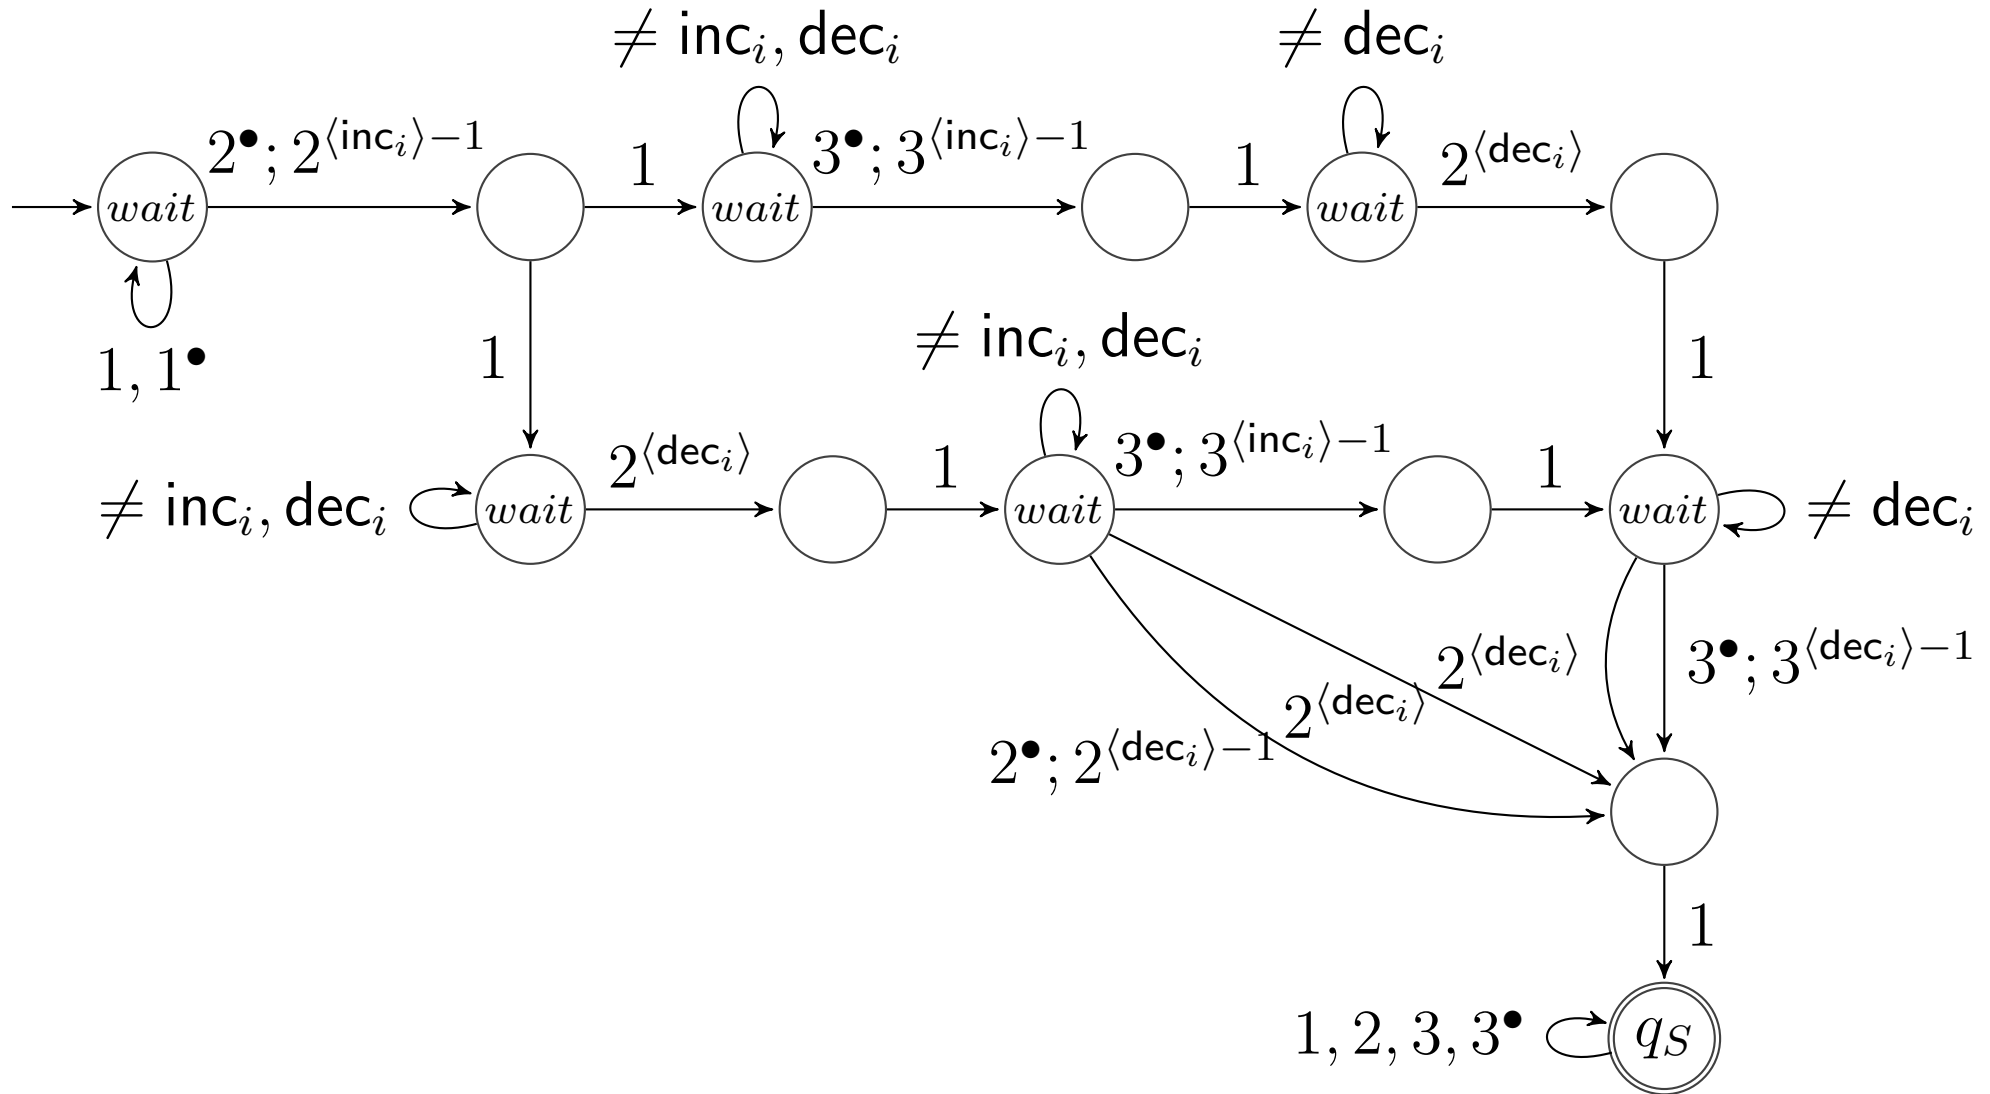 ≠ inc_i, dec_i
≠ dec_i
2^•; 2^{⟨inc_i⟩−1}
1
3^•; 3^{⟨inc_i⟩−1}
1
2^{⟨dec_i⟩}
wait
wait
wait
1, 1^•
1
≠ inc_i, dec_i
1
2^{⟨dec_i⟩}
1
3^•; 3^{⟨inc_i⟩−1}
1
≠ inc_i, dec_i
wait
wait
wait
≠ dec_i
2^{⟨dec_i⟩}
3^•; 3^{⟨dec_i⟩−1}
2^{⟨dec_i⟩}
2^•; 2^{⟨dec_i⟩−1}
1
1, 2, 3, 3^•
q_S